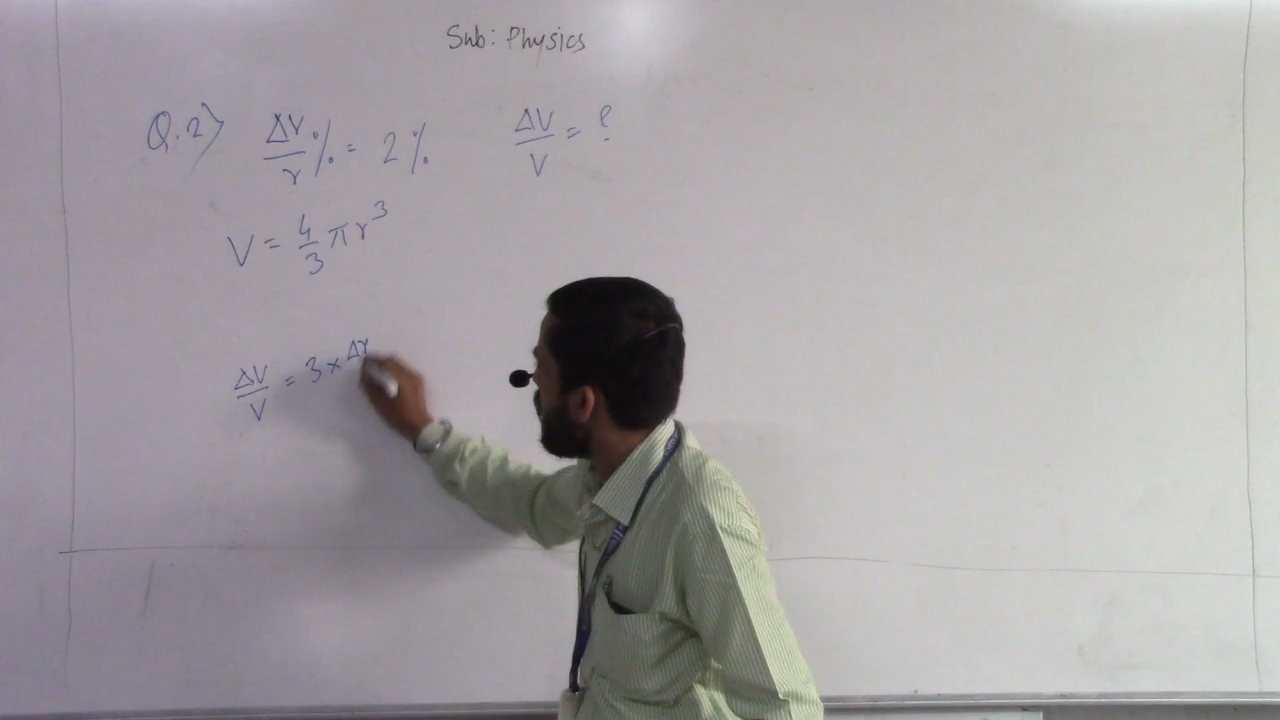 Sub: Physics
Q.2) Δr/r % = 2% ΔV/V = ?
V = 4/3 πr³
ΔV/V = 3 × Δr